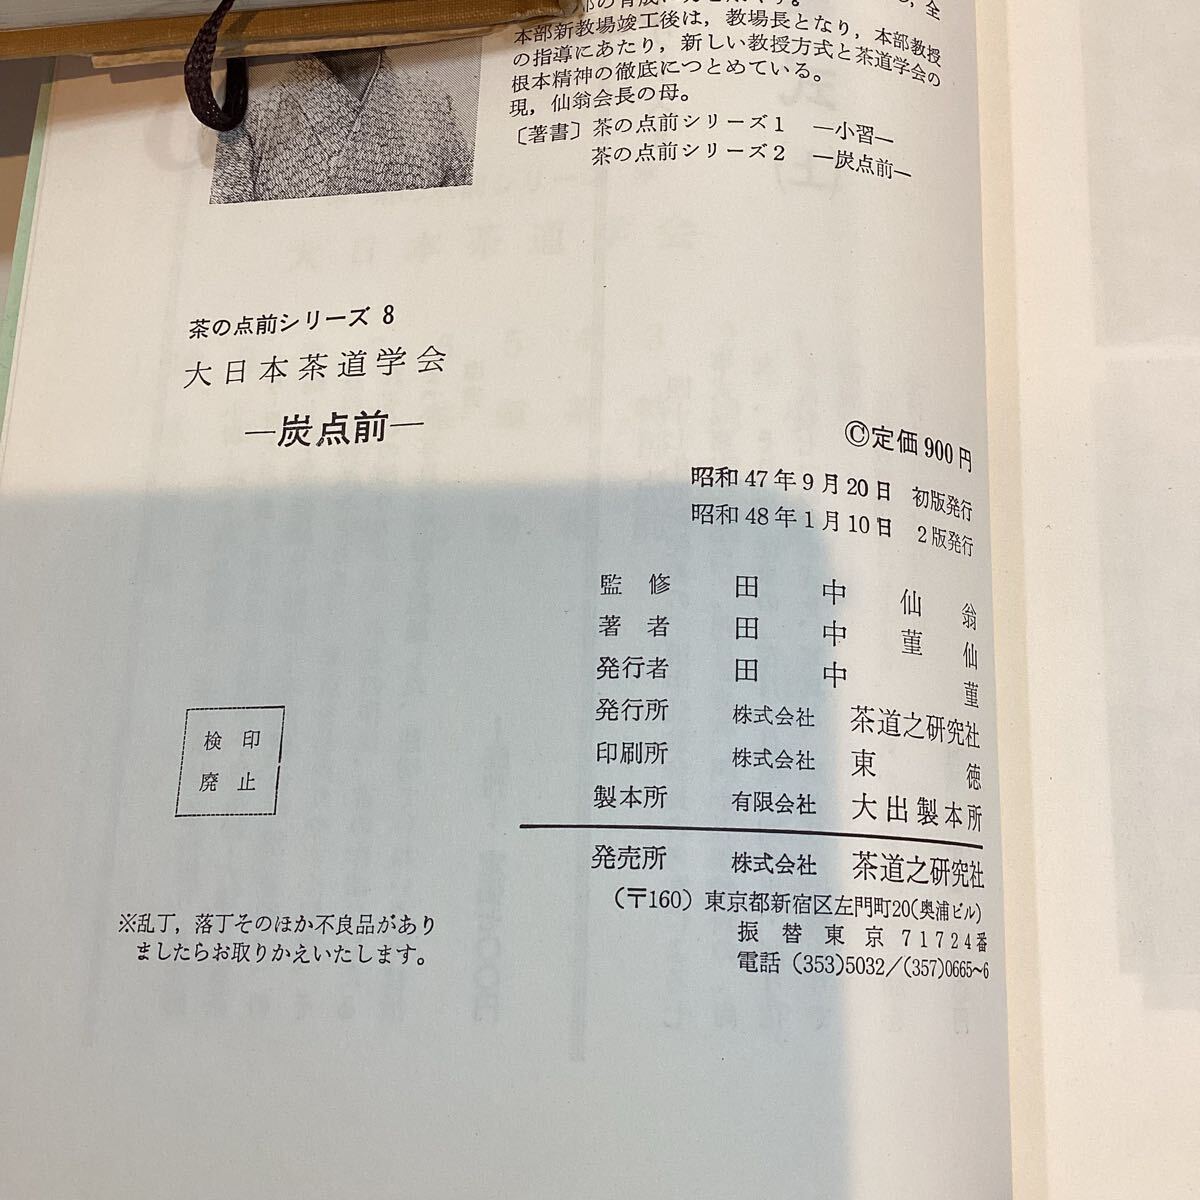 本部新教場竣工後は，教場長となり，本部教授
の指導にあたり，新しい教授方式と茶道学会の
根本精神の徹底につとめている。
現，仙翁会長の母。
〔著書〕茶の点前シリーズ1 —小習—
茶の点前シリーズ2 —炭点前—
茶の点前シリーズ 8
大日本茶道学会
—炭点前—
Ⓒ定価 900円
昭和 47 年 9 月 20 日 初版発行
昭和 48 年 1 月 10 日 2 版発行
監修 田中仙翁
著者 田中菫仙
発行者 田中菫
発行所 株式会社 茶道之研究社
印刷所 株式会社 東徳
製本所 有限会社 大出製本所
発売所 株式会社 茶道之研究社
（〒160）東京都新宿区左門町20(奥浦ビル)
振替東京 71724番
電話 (353)5032／(357)0665〜6
検印
廃止
※乱丁，落丁そのほか不良品があり
ましたらお取りかえいたします。